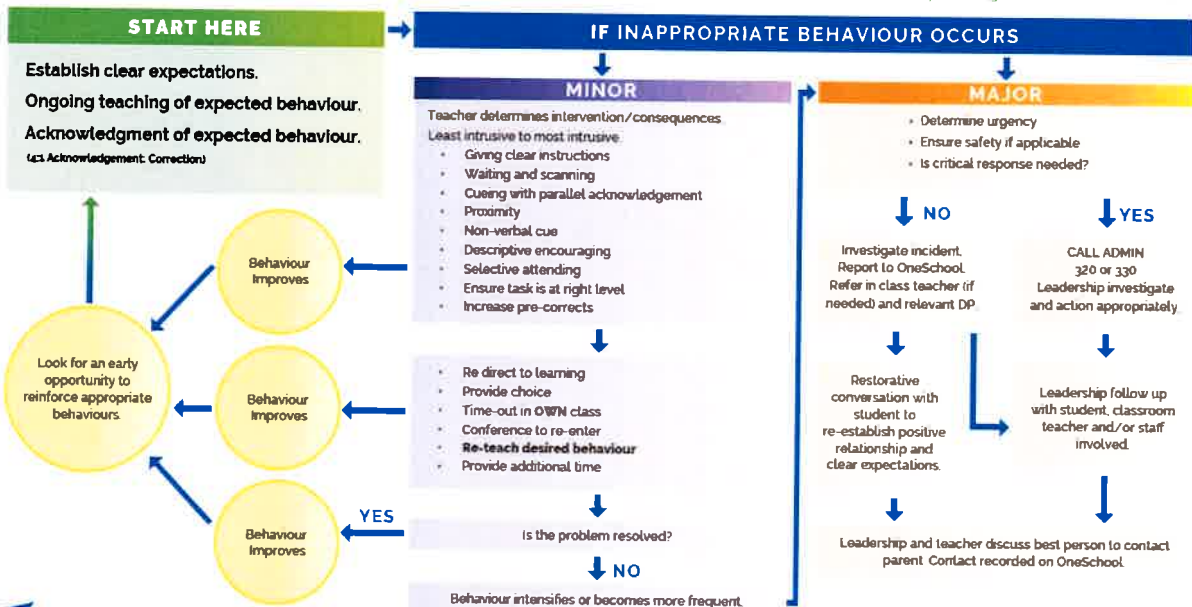 START HERE
Establish clear expectations.
Ongoing teaching of expected behaviour.
Acknowledgment of expected behaviour.
(4:1 Acknowledgement: Correction)
IF INAPPROPRIATE BEHAVIOUR OCCURS
MINOR
Teacher determines intervention/consequences
Least intrusive to most intrusive
• Giving clear instructions
• Waiting and scanning
• Cueing with parallel acknowledgement
• Proximity
• Non-verbal cue
• Descriptive encouraging
• Selective attending
• Ensure task is at right level
• Increase pre-corrects
Behaviour
Improves
• Re direct to learning
• Provide choice
• Time-out in OWN class
• Conference to re-enter
• Re-teach desired behaviour
• Provide additional time
Behaviour
Improves
Look for an early
opportunity to
reinforce appropriate
behaviours.
Is the problem resolved?
YES
Behaviour
Improves
NO
Behaviour intensifies or becomes more frequent.
MAJOR
• Determine urgency
• Ensure safety if applicable
• Is critical response needed?
NO
Investigate incident.
Report to OneSchool.
Refer in class teacher (if
needed) and relevant DP.
Restorative
conversation with
student to
re-establish positive
relationship and
clear expectations.
YES
CALL ADMIN
320 or 330
Leadership investigate
and action appropriately.
Leadership follow up
with student, classroom
teacher and/or staff
involved.
Leadership and teacher discuss best person to contact
parent. Contact recorded on OneSchool